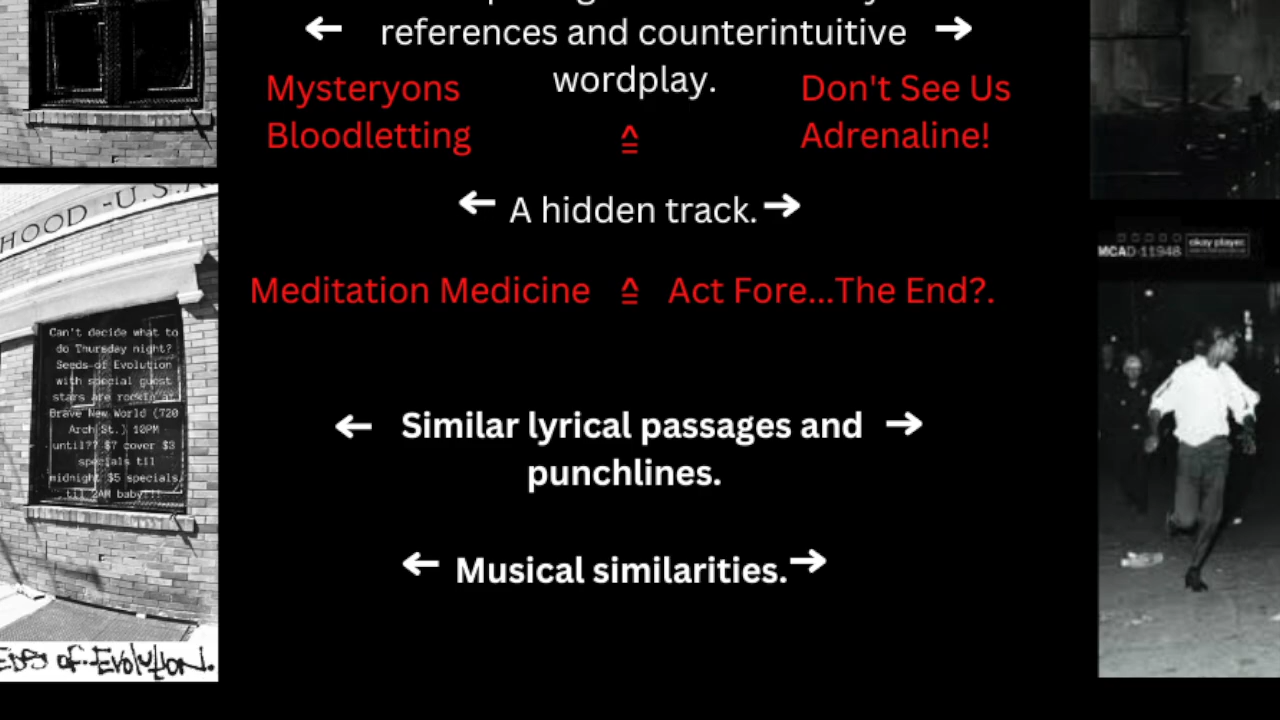 references and counterintuitive
wordplay.
Mysteryons
Bloodletting
≙
Don't See Us
Adrenaline!
← A hidden track. →
Meditation Medicine ≙ Act Fore...The End?.
← Similar lyrical passages and →
punchlines.
← Musical similarities. →
HOOD -U.S.A
Can't decide what to
do Thursday night?
Seeds of Evolution
with special guest
stars are rockin at
Brave New World (720
Arch St.) 10PM
until?? $7 cover $3
specials til
midnight $5 specials
til 2AM baby!!!
of Evolution.
MCAD-11948
okay player